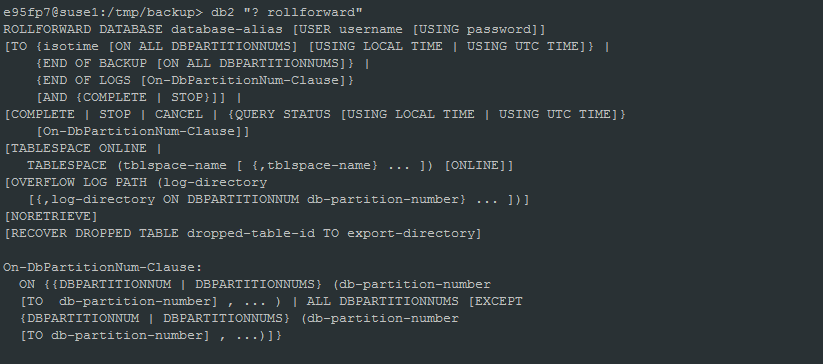 e95fp7@suse1:/tmp/backup> db2 "? rollforward"
ROLLFORWARD DATABASE database-alias [USER username [USING password]]
[TO {isotime [ON ALL DBPARTITIONNUMS] [USING LOCAL TIME | USING UTC TIME]} |
    {END OF BACKUP [ON ALL DBPARTITIONNUMS]} |
    {END OF LOGS [On-DbPartitionNum-Clause]}
    [AND {COMPLETE | STOP}]] |
[COMPLETE | STOP | CANCEL | {QUERY STATUS [USING LOCAL TIME | USING UTC TIME]}
    [On-DbPartitionNum-Clause]]
[TABLESPACE ONLINE |
   TABLESPACE (tblspace-name [ {,tblspace-name} ... ]) [ONLINE]]
[OVERFLOW LOG PATH (log-directory
   [{,log-directory ON DBPARTITIONNUM db-partition-number} ... ])]
[NORETRIEVE]
[RECOVER DROPPED TABLE dropped-table-id TO export-directory]

On-DbPartitionNum-Clause:
  ON {{DBPARTITIONNUM | DBPARTITIONNUMS} (db-partition-number
  [TO  db-partition-number] , ... ) | ALL DBPARTITIONNUMS [EXCEPT
  {DBPARTITIONNUM | DBPARTITIONNUMS} (db-partition-number
  [TO db-partition-number] , ...)]}